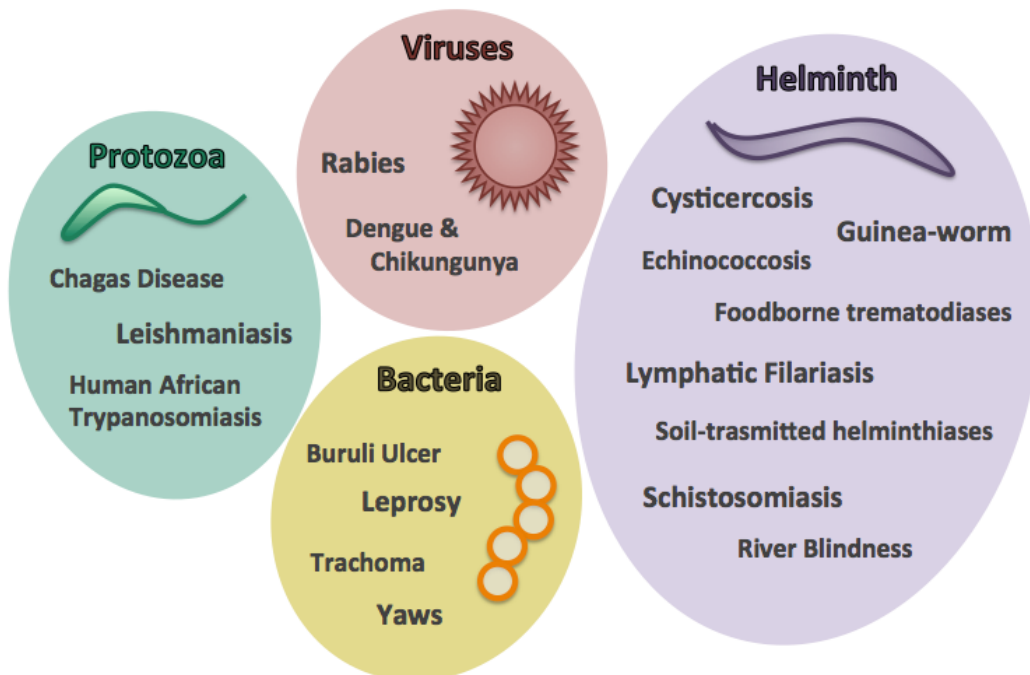 Protozoa
Chagas Disease
Leishmaniasis
Human African
Trypanosomiasis
Viruses
Rabies
Dengue &
Chikungunya
Bacteria
Buruli Ulcer
Leprosy
Trachoma
Yaws
Helminth
Cysticercosis
Guinea-worm
Echinococcosis
Foodborne trematodiases
Lymphatic Filariasis
Soil-trasmitted helminthiases
Schistosomiasis
River Blindness